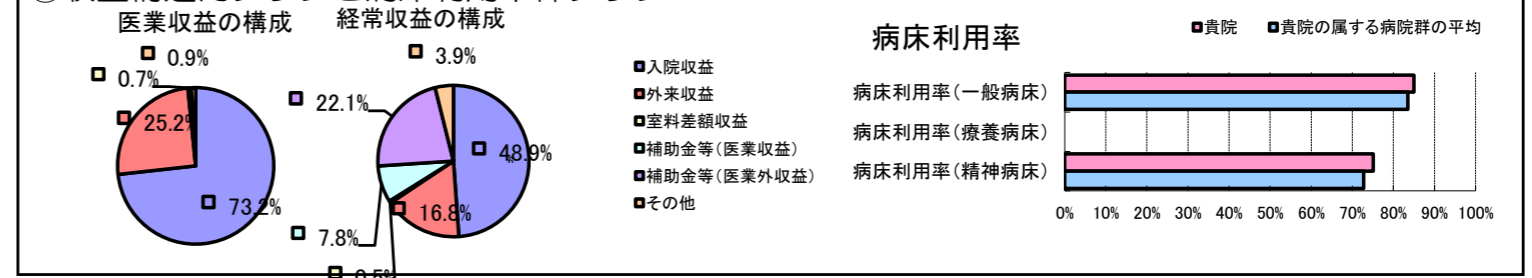 医業収益の構成
0.9%
0.7%
25.2%
73.2%
経常収益の構成
3.9%
22.1%
48.9%
16.8%
7.8%
入院収益
外来収益
室料差額収益
補助金等(医業収益)
補助金等(医業外収益)
その他
病床利用率
貴院
貴院の属する病院群の平均
病床利用率(一般病床)
病床利用率(療養病床)
病床利用率(精神病床)
0% 10% 20% 30% 40% 50% 60% 70% 80% 90% 100%